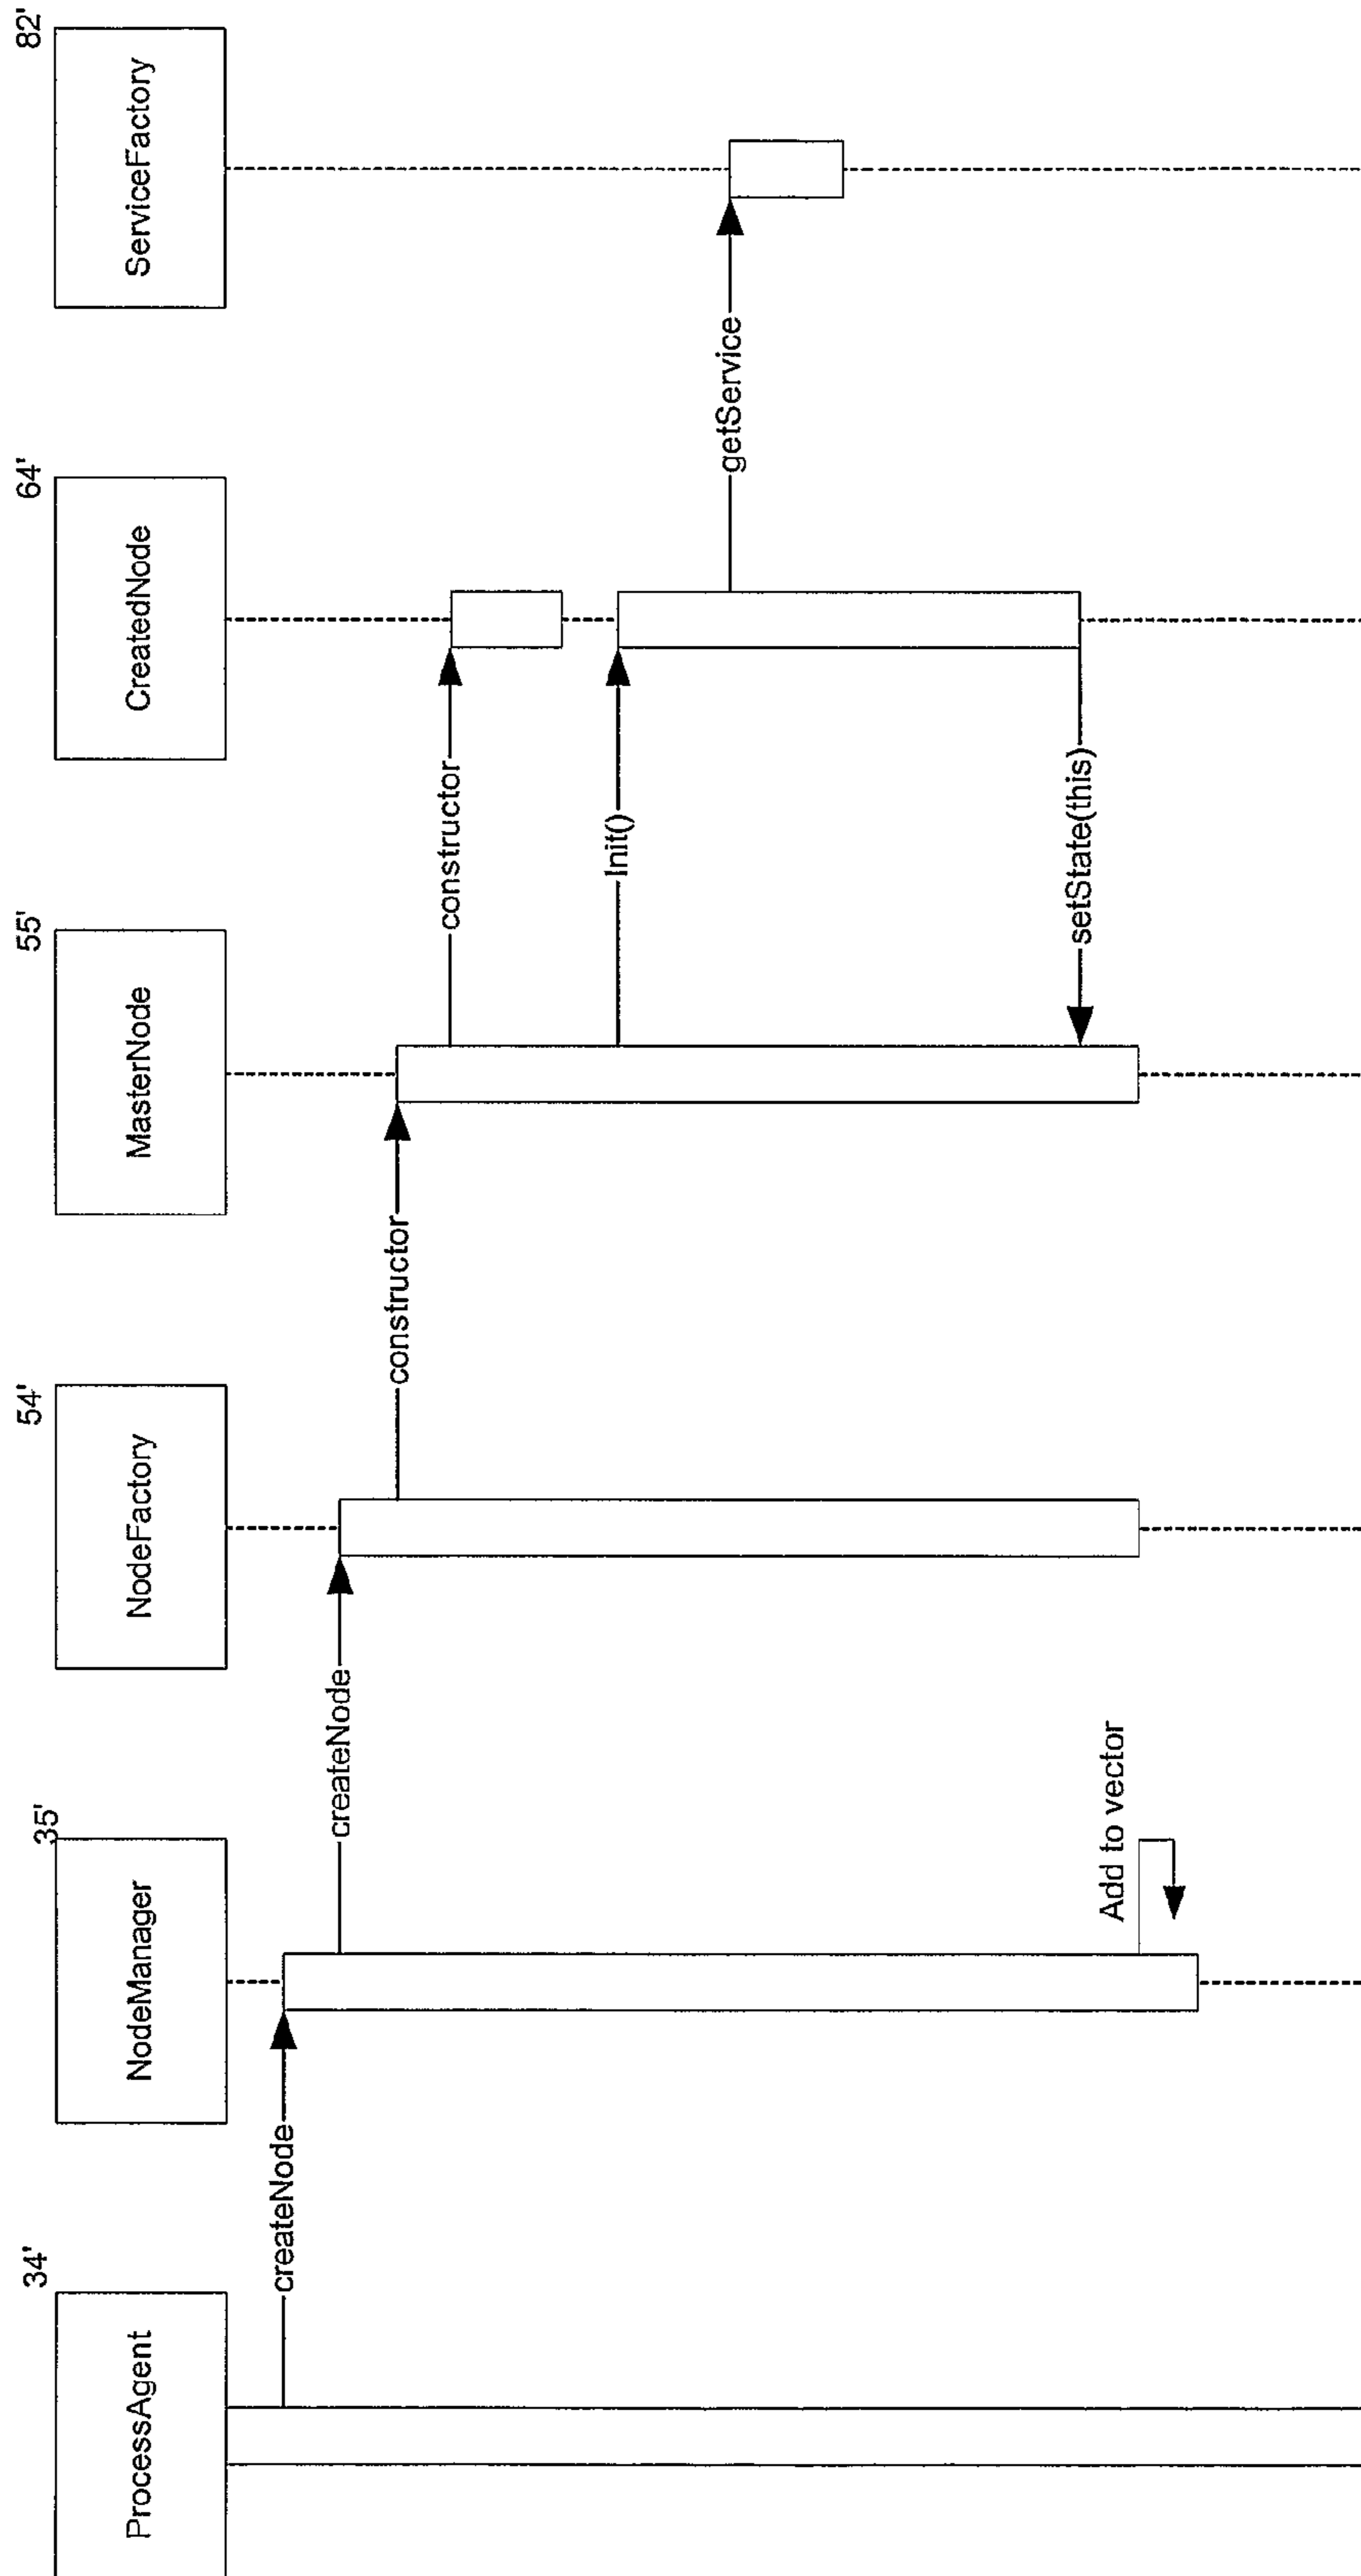 34'
ProcessAgent
35'
NodeManager
54'
NodeFactory
55'
MasterNode
64'
CreatedNode
82'
ServiceFactory
createNode
createNode
constructor
constructor
Init()
getService
setState(this)
Add to vector